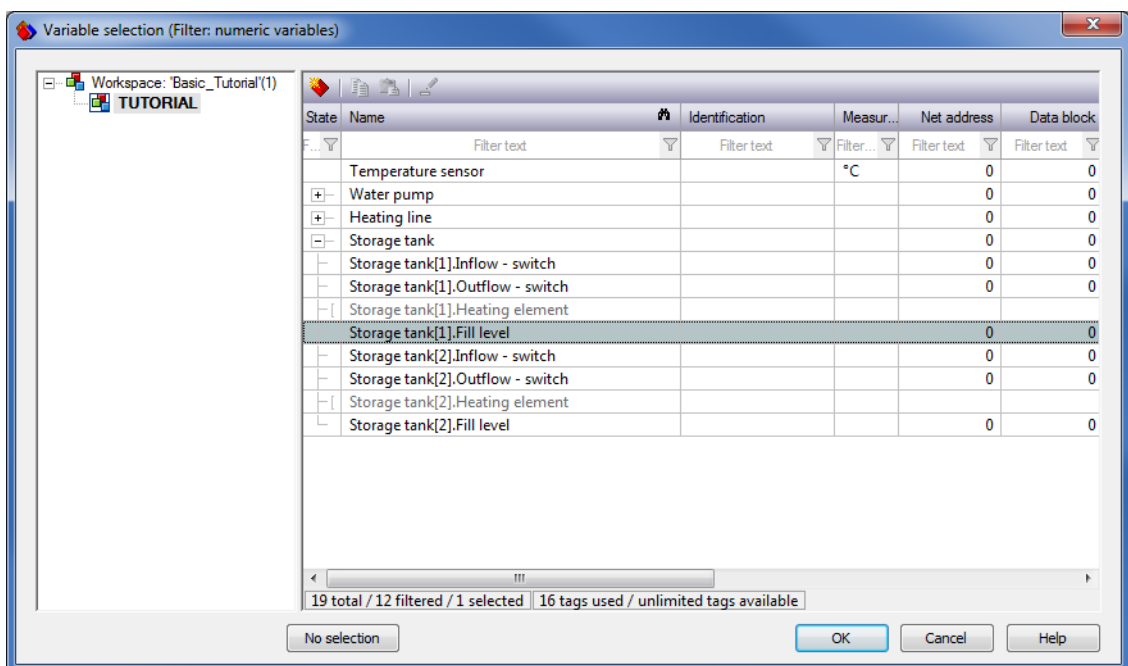 Variable selection (Filter: numeric variables)
Workspace: 'Basic_Tutorial'(1)
TUTORIAL
State Name Identification Measur... Net address Data block
F... Filter text Filter text Filter... Filter text Filter text
Temperature sensor °C 0 0
Water pump 0 0
Heating line 0 0
Storage tank 0 0
Storage tank[1].Inflow - switch 0 0
Storage tank[1].Outflow - switch 0 0
Storage tank[1].Heating element
Storage tank[1].Fill level 0 0
Storage tank[2].Inflow - switch 0 0
Storage tank[2].Outflow - switch 0 0
Storage tank[2].Heating element
Storage tank[2].Fill level 0 0
19 total / 12 filtered / 1 selected 16 tags used / unlimited tags available
No selection OK Cancel Help